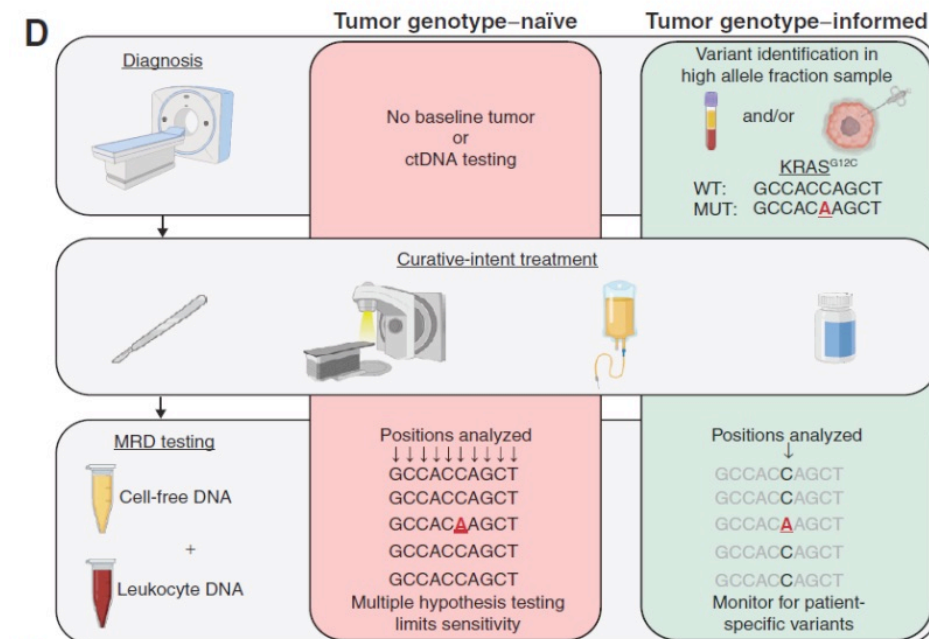 D
Tumor genotype–naïve
Tumor genotype–informed
Diagnosis
No baseline tumor
or
ctDNA testing
Variant identification in
high allele fraction sample
and/or
KRASG12C
WT: GCCACCAGCT
MUT: GCCACAAGCT
Curative-intent treatment
MRD testing
Cell-free DNA
+
Leukocyte DNA
Positions analyzed
↓↓↓↓↓↓↓↓↓↓
GCCACCAGCT
GCCACCAGCT
GCCACAAGCT
GCCACCAGCT
GCCACCAGCT
Multiple hypothesis testing
limits sensitivity
Positions analyzed
↓
GCCACCAGCT
GCCACCAGCT
GCCACAAGCT
GCCACCAGCT
GCCACCAGCT
Monitor for patient-
specific variants